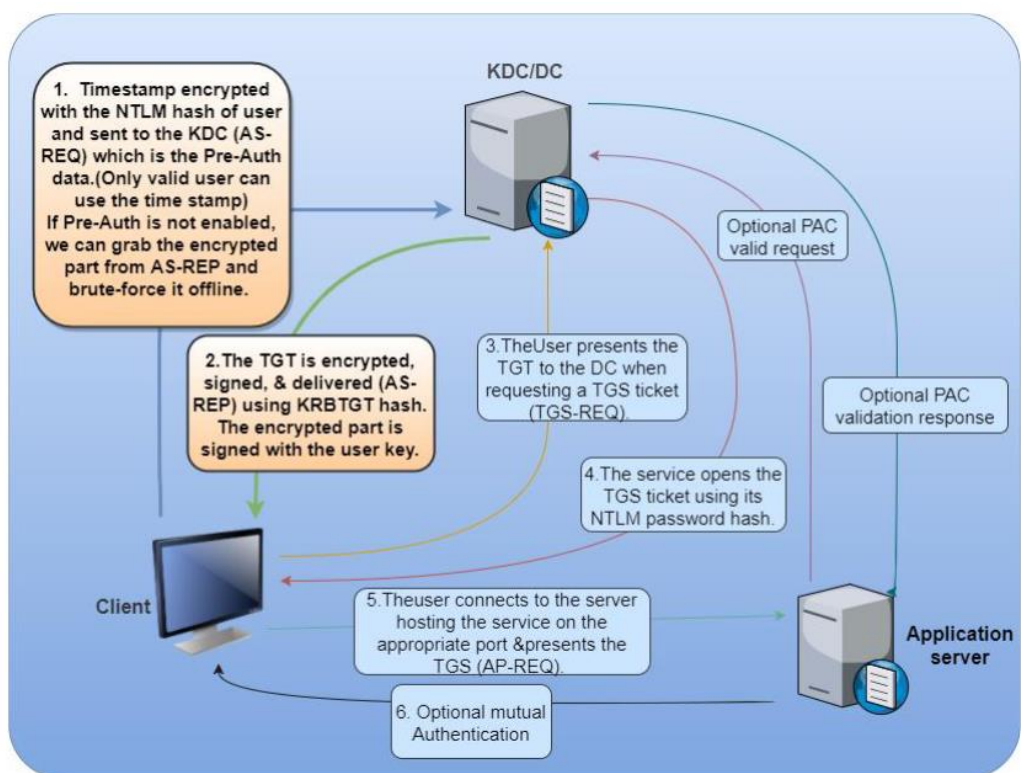 KDC/DC
1. Timestamp encrypted
with the NTLM hash of user
and sent to the KDC (AS-
REQ) which is the Pre-Auth
data.(Only valid user can
use the time stamp)
If Pre-Auth is not enabled,
we can grab the encrypted
part from AS-REP and
brute-force it offline.
Optional PAC
valid request
2.The TGT is encrypted,
signed, & delivered (AS-
REP) using KRBTGT hash.
The encrypted part is
signed with the user key.
3.TheUser presents the
TGT to the DC when
requesting a TGS ticket
(TGS-REQ).
Optional PAC
validation response
4.The service opens the
TGS ticket using its
NTLM password hash.
Client
5.Theuser connects to the server
hosting the service on the
appropriate port &presents the
TGS (AP-REQ).
Application
server
6. Optional mutual
Authentication